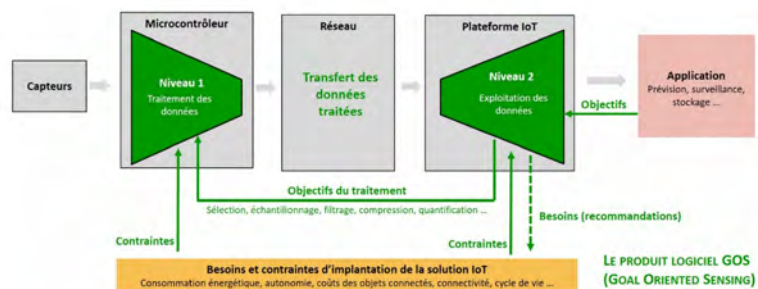 Microcontrôleur
Réseau
Plateforme IoT
Capteurs
Niveau 1
Traitement des
données
Transfert des
données
traitées
Niveau 2
Exploitation des
données
Application
Prévision, surveillance,
stockage ...
Objectifs
Objectifs du traitement
Sélection, échantillonnage, filtrage, compression, quantification ...
Contraintes
Contraintes
Besoins (recommandations)
Besoins et contraintes d'implantation de la solution IoT
Consommation énergétique, autonomie, coûts des objets connectés, connectivité, cycle de vie ...
LE PRODUIT LOGICIEL GOS
(GOAL ORIENTED SENSING)